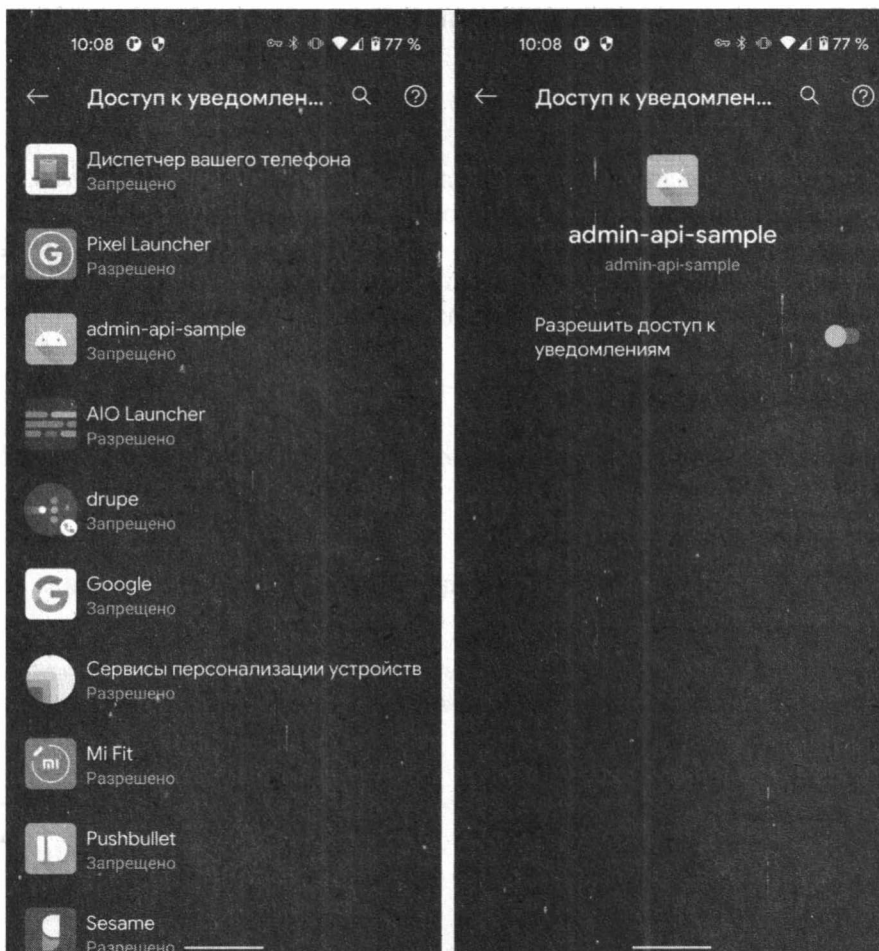 10:08 77 %
Доступ к уведомлен...
Диспетчер вашего телефона
Запрещено
Pixel Launcher
Разрешено
admin-api-sample
Запрещено
AIO Launcher
Разрешено
drupe
Запрещено
Google
Запрещено
Сервисы персонализации устройств
Разрешено
Mi Fit
Разрешено
Pushbullet
Запрещено
Sesame
Разрешено
10:08 77 %
Доступ к уведомлен...
admin-api-sample
admin-api-sample
Разрешить доступ к
уведомлениям